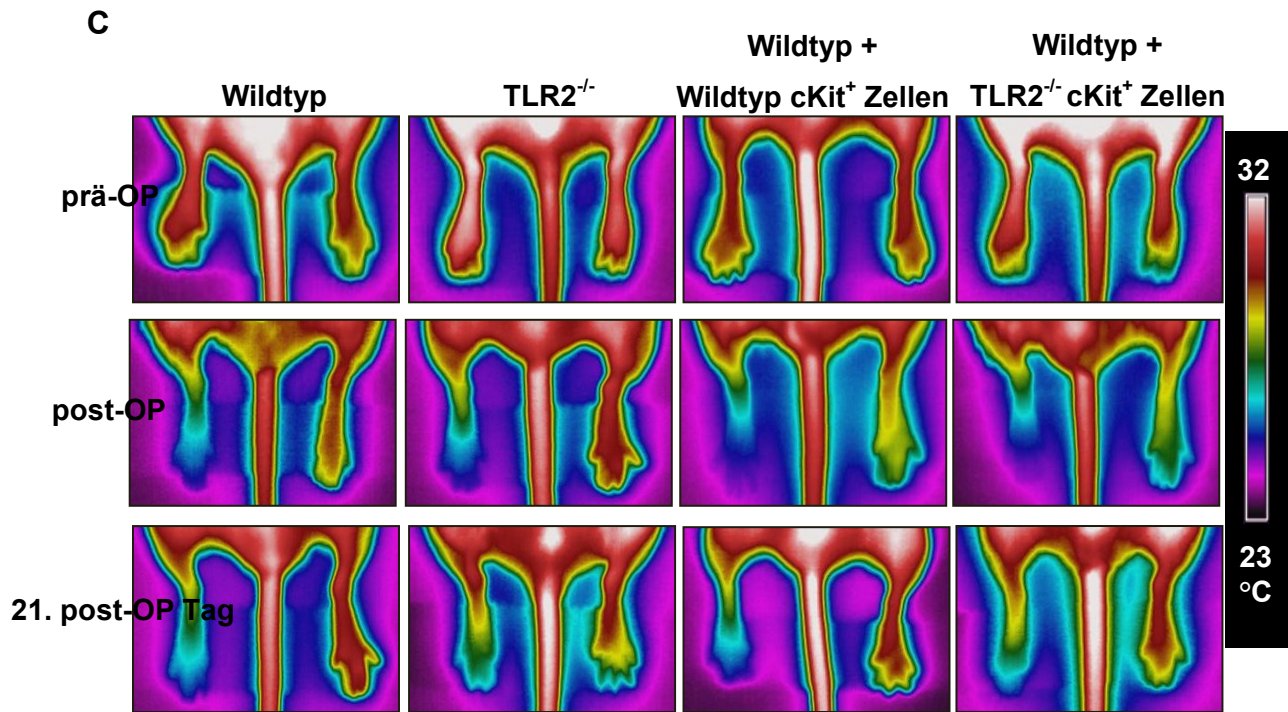 C
Wildtyp
TLR2-/-
Wildtyp +
Wildtyp cKit+ Zellen
Wildtyp +
TLR2-/- cKit+ Zellen
prä-OP
post-OP
21. post-OP Tag
32
23
°C